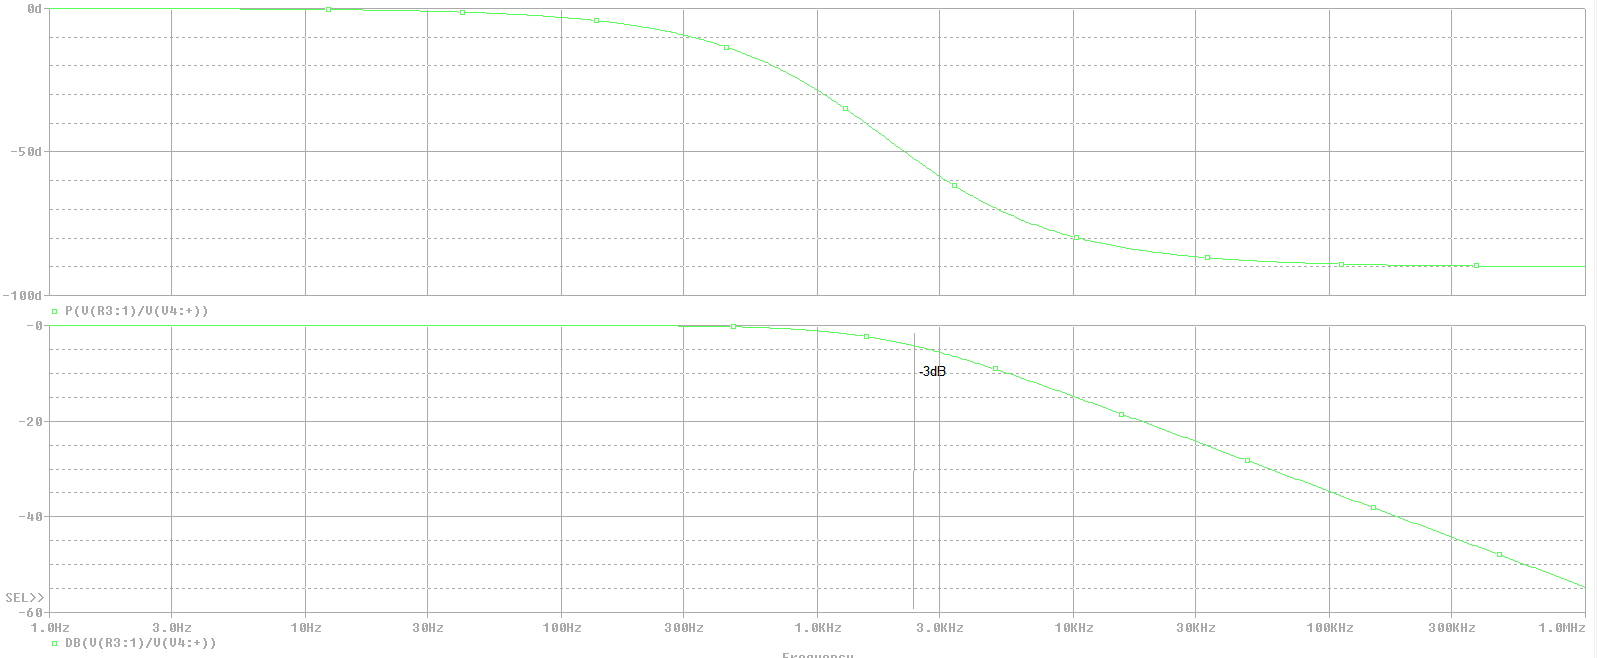 0d
-50d
-100d
P(V(R3:1)/V(V4:+))
-0
-3dB
-20
-40
SEL>>
-60
1.0Hz 3.0Hz 10Hz 30Hz 100Hz 300Hz 1.0KHz 3.0KHz 10KHz 30KHz 100KHz 300KHz 1.0MHz
DB(V(R3:1)/V(V4:+))
Frequency